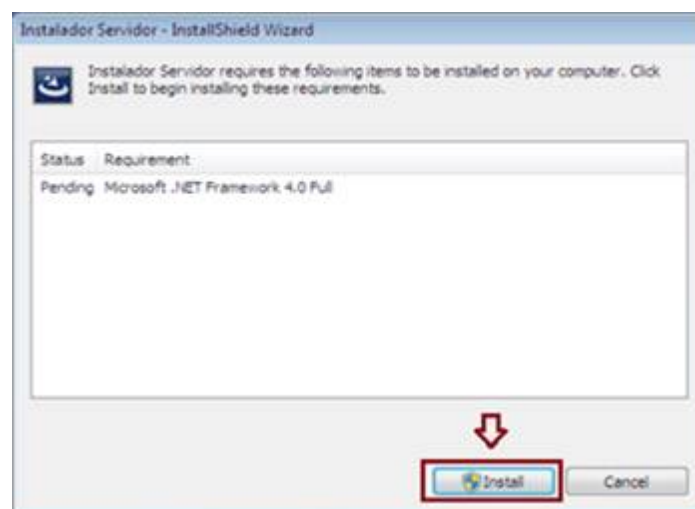 Instalador Servidor - InstallShield Wizard
Instalador Servidor requires the following items to be installed on your computer. Click
Install to begin installing these requirements.
Status Requirement
Pending Microsoft .NET Framework 4.0 Full
Install Cancel